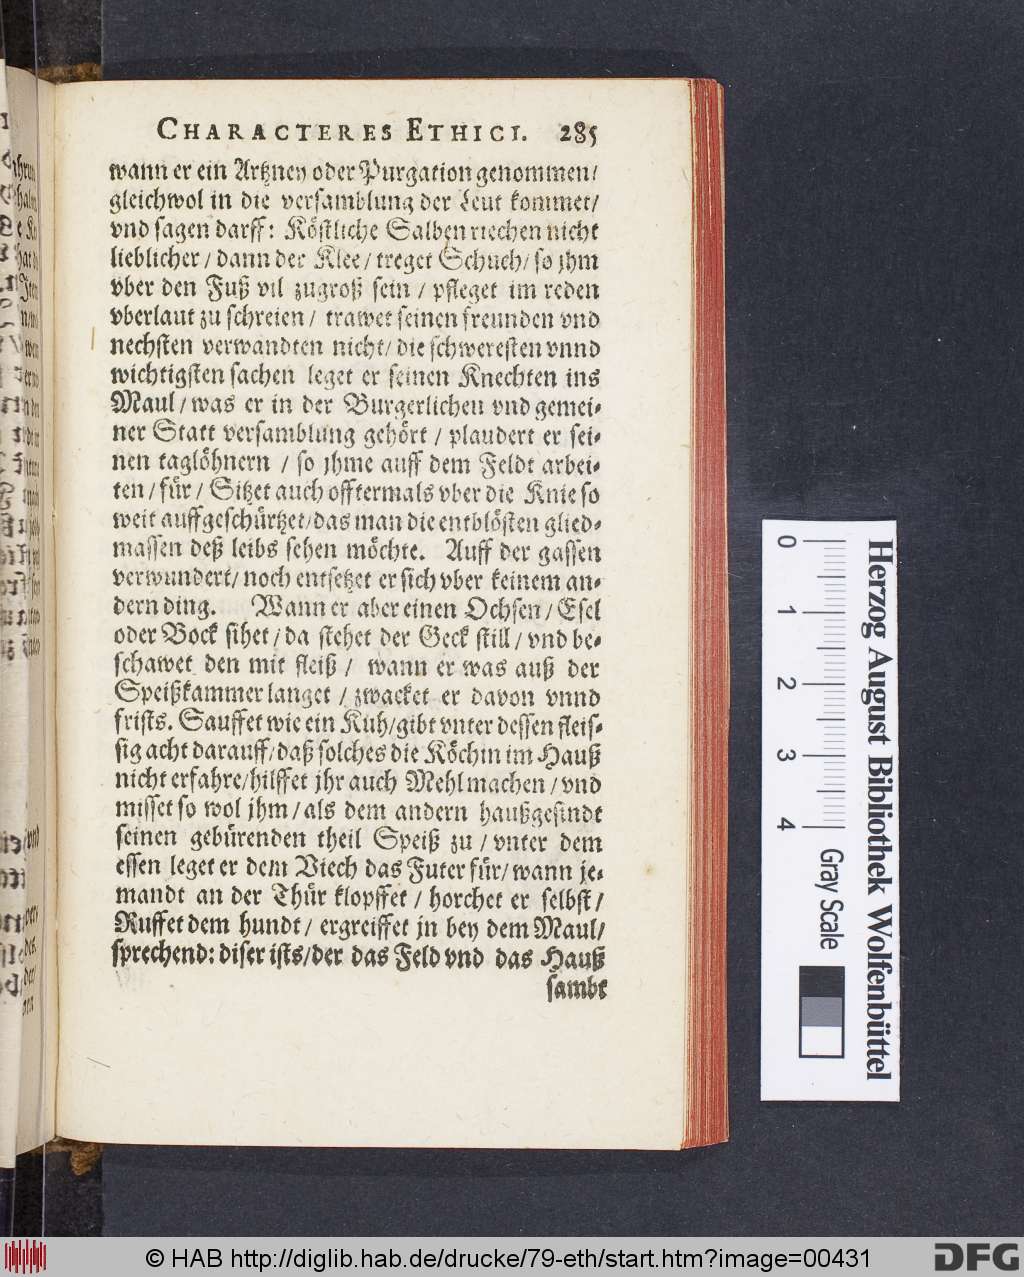 CHARACTERES ETHICI. 285
wann er ein Artzney oder Purgation genommen/
gleichwol in die versamblung der Leut kommet/
vnd sagen darff: Köstliche Salben riechen nicht
lieblicher / dann der Klee / treget Schuch / so jhm
vber den Fuß vil zugroß sein / pfleget im reden
vberlaut zu schreien / trawet seinen freunden vnd
nechsten verwandten nicht / die schweresten vnnd
wichtigsten sachen leget er seinen Knechten ins
Maul / was er in der Burgerlichen vnd gemei-
ner Statt versamblung gehört / plaudert er sei-
nen taglöhnern / so jhme auff dem Feldt arbei-
ten / für / Sitzet auch offtermals vber die Knie so
weit auffgeschürtzet / das man die entblösten glied-
massen deß leibs sehen möchte. Auff der gassen
verwundert / noch entsetzet er sich vber keinem an-
dern ding. Wann er aber einen Ochsen / Esel
oder Bock sihet / da stehet der Geck still / vnd be-
schawet den mit fleiß / wann er was auß der
Speißkammer langet / zwacket er davon vnnd
frists. Sauffet wie ein Kuh / gibt vnter dessen fleis-
sig acht darauff / daß solches die Köchin im Hauß
nicht erfahre / hilffet jhr auch Mehl machen / vnd
misset so wol jhm / als dem andern haußgesindt
seinen gebürenden theil Speiß zu / vnter dem
essen leget er dem Viech das Futer für / wann je-
mandt an der Thür klopffet / horchet er selbst /
Ruffet dem hundt / ergreiffet jn bey dem Maul /
sprechend: diser ists / der das Feld vnd das Hauß
sambt
0 1 2 3 4
Gray Scale
Herzog August Bibliothek Wolfenbüttel
© HAB http://diglib.hab.de/drucke/79-eth/start.htm?image=00431
DFG